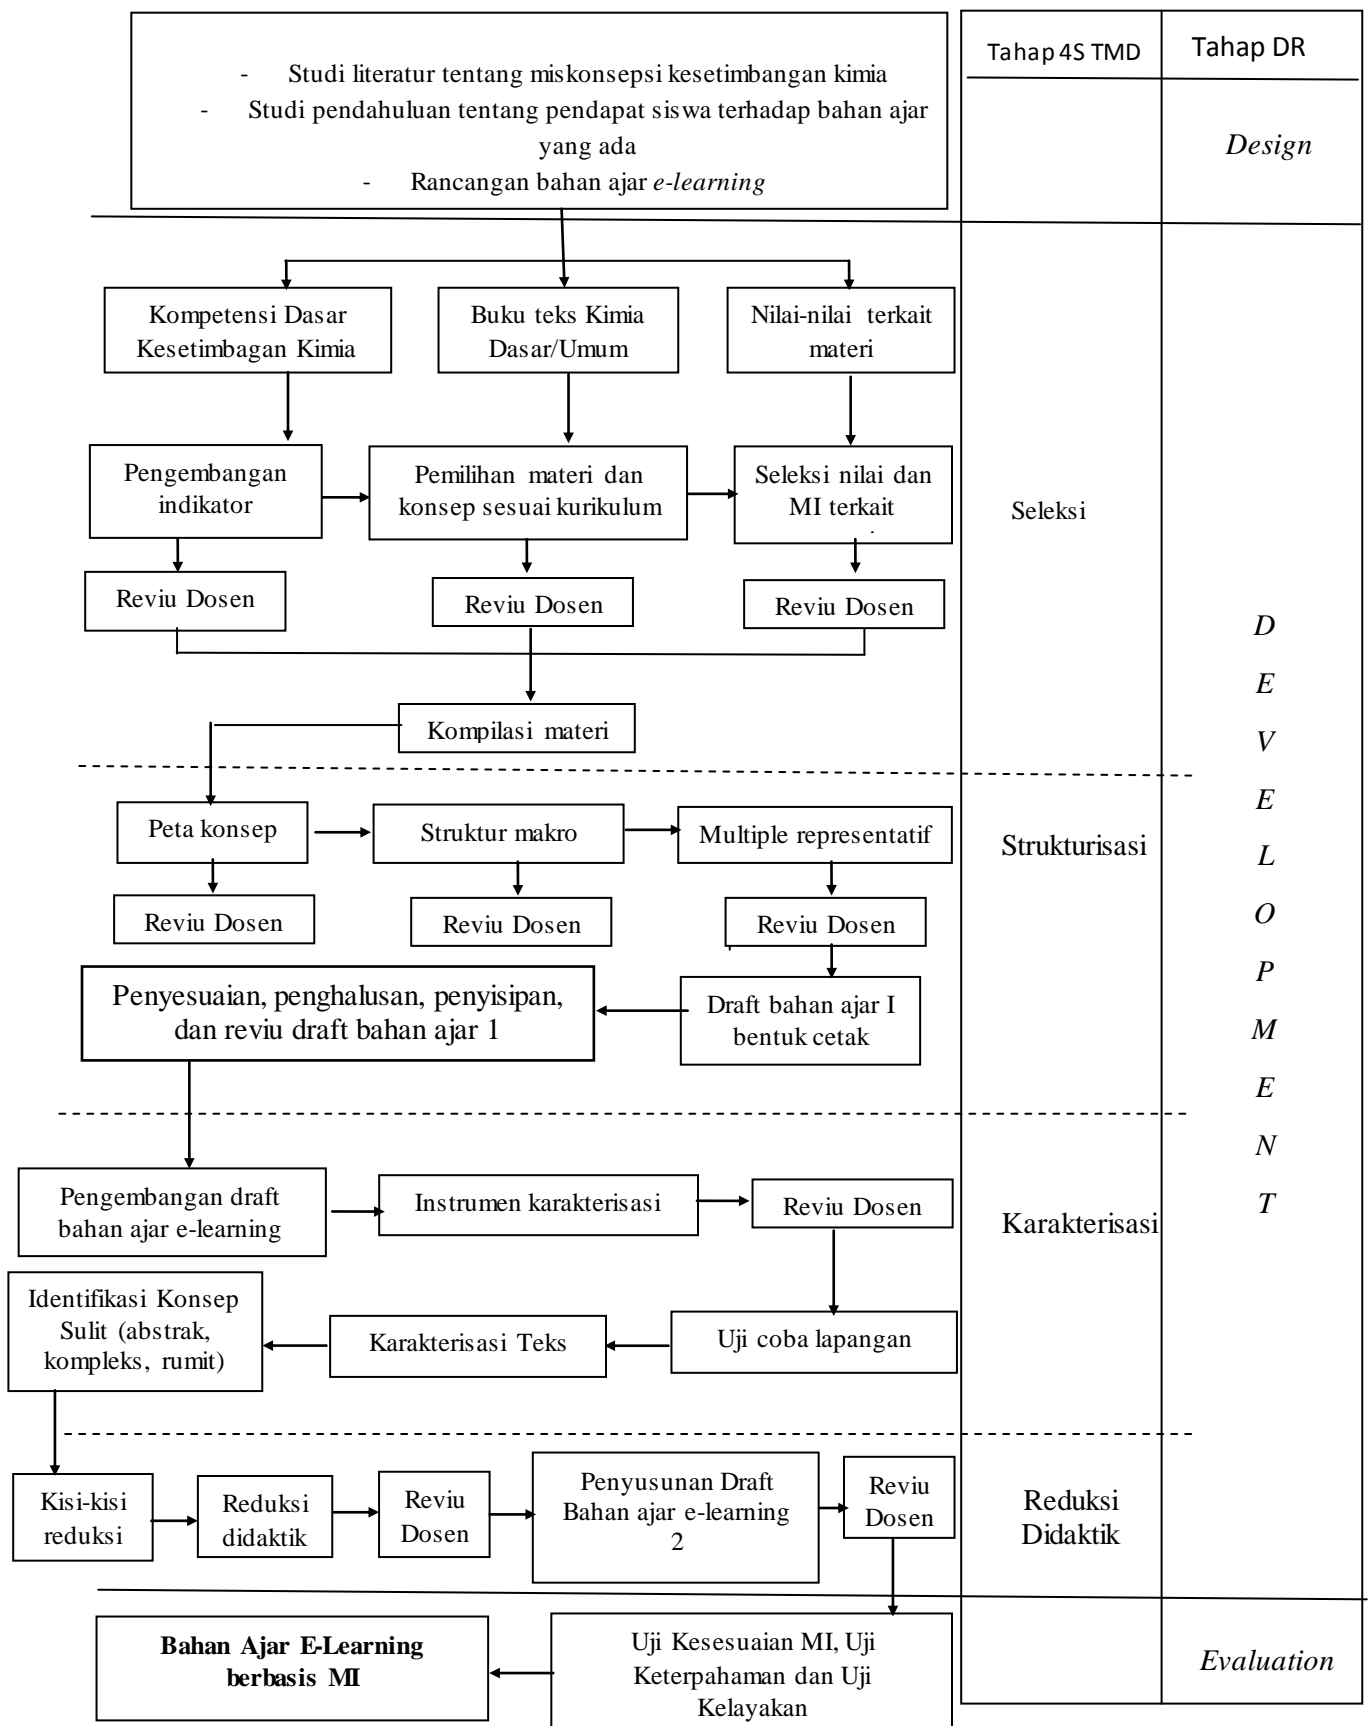 - Studi literatur tentang miskonsepsi kesetimbangan kimia
- Studi pendahuluan tentang pendapat siswa terhadap bahan ajar
yang ada
- Rancangan bahan ajar e-learning
Tahap 4S TMD
Tahap DR
Design
Kompetensi Dasar
Kesetimbagan Kimia
Buku teks Kimia
Dasar/Umum
Nilai-nilai terkait
materi
Pengembangan
indikator
Pemilihan materi dan
konsep sesuai kurikulum
Seleksi nilai dan
MI terkait
Seleksi
Reviu Dosen
Reviu Dosen
Reviu Dosen
Kompilasi materi
D
E
V
E
L
O
P
M
E
N
T
Peta konsep
Struktur makro
Multiple representatif
Strukturisasi
Reviu Dosen
Reviu Dosen
Reviu Dosen
Penyesuaian, penghalusan, penyisipan,
dan reviu draft bahan ajar 1
Draft bahan ajar I
bentuk cetak
Pengembangan draft
bahan ajar e-learning
Instrumen karakterisasi
Reviu Dosen
Karakterisasi
Identifikasi Konsep
Sulit (abstrak,
kompleks, rumit)
Karakterisasi Teks
Uji coba lapangan
Kisi-kisi
reduksi
Reduksi
didaktik
Reviu
Dosen
Penyusunan Draft
Bahan ajar e-learning
2
Reviu
Dosen
Reduksi
Didaktik
Bahan Ajar E-Learning
berbasis MI
Uji Kesesuaian MI, Uji
Keterpahaman dan Uji
Kelayakan
Evaluation